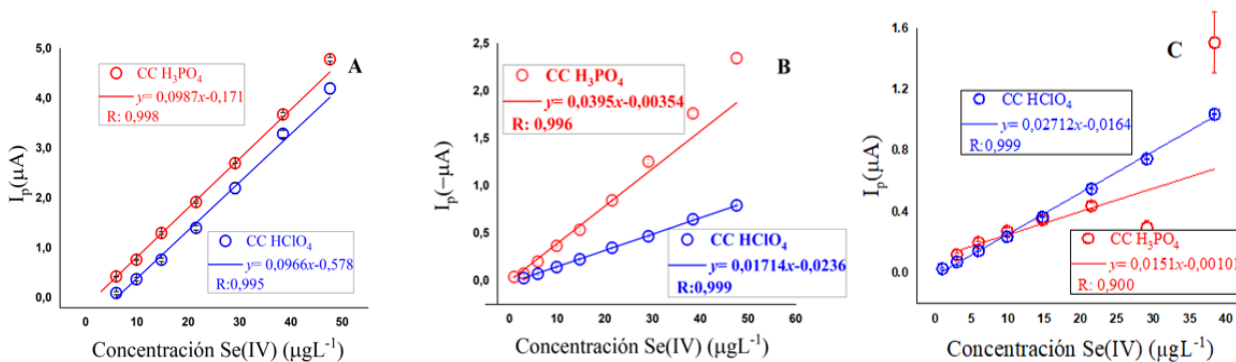 A
I_p(μA)
5,0
4,0
3,0
2,0
1,0
0,0
CC H₃PO₄
y= 0,0987x-0,171
R: 0,998
CC HClO₄
y= 0,0966x-0,578
R:0,995
0 10 20 30 40 50
Concentración Se(IV) (μgL⁻¹)
B
I_p(−μA)
2,5
2,0
1,5
1,0
0,5
0,0
CC H₃PO₄
y= 0,0395x-0,00354
R: 0,996
CC HClO₄
y= 0,01714x-0,0236
R:0,999
0 10 20 30 40 50 60
Concentración Se(IV) (μgL⁻¹)
C
I_p(μA)
1.6
1.2
0.8
0.4
0.0
CC HClO₄
y= 0,02712x-0,0164
R: 0,999
CC H₃PO₄
y= 0,0151x-0,00101
R: 0,900
0 5 10 15 20 25 30 35 40
Concentración Se(IV) (μgL⁻¹)